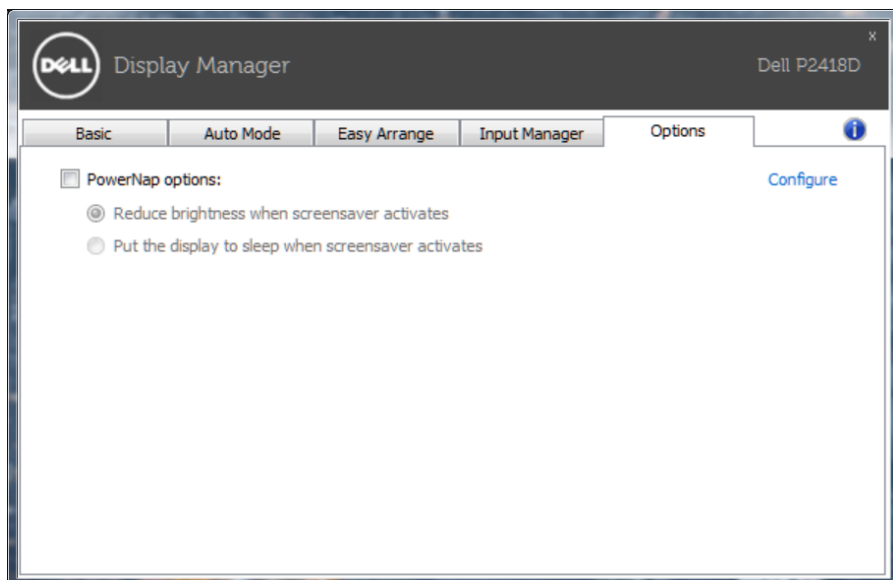 x
DELL Display Manager Dell P2418D
Basic Auto Mode Easy Arrange Input Manager Options i
PowerNap options: Configure
Reduce brightness when screensaver activates
Put the display to sleep when screensaver activates